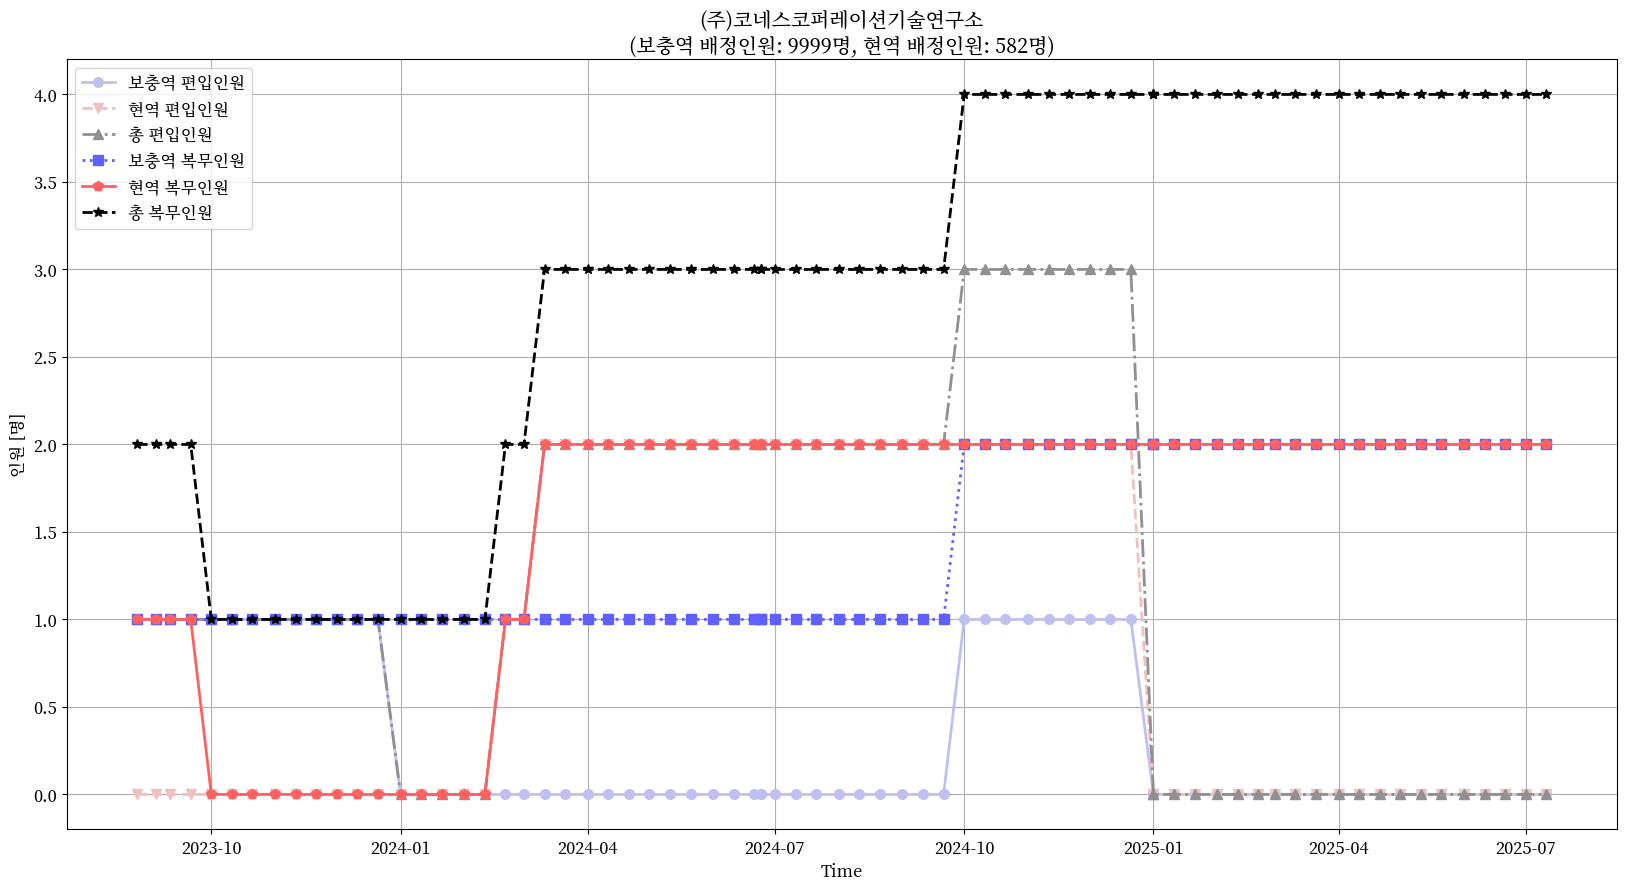 (주)코네스코퍼레이션기술연구소
(보충역 배정인원: 9999명, 현역 배정인원: 582명)
보충역 편입인원
현역 편입인원
총 편입인원
보충역 복무인원
현역 복무인원
총 복무인원
인원 [명]
4.0
3.5
3.0
2.5
2.0
1.5
1.0
0.5
0.0
2023-10
2024-01
2024-04
2024-07
2024-10
2025-01
2025-04
2025-07
Time